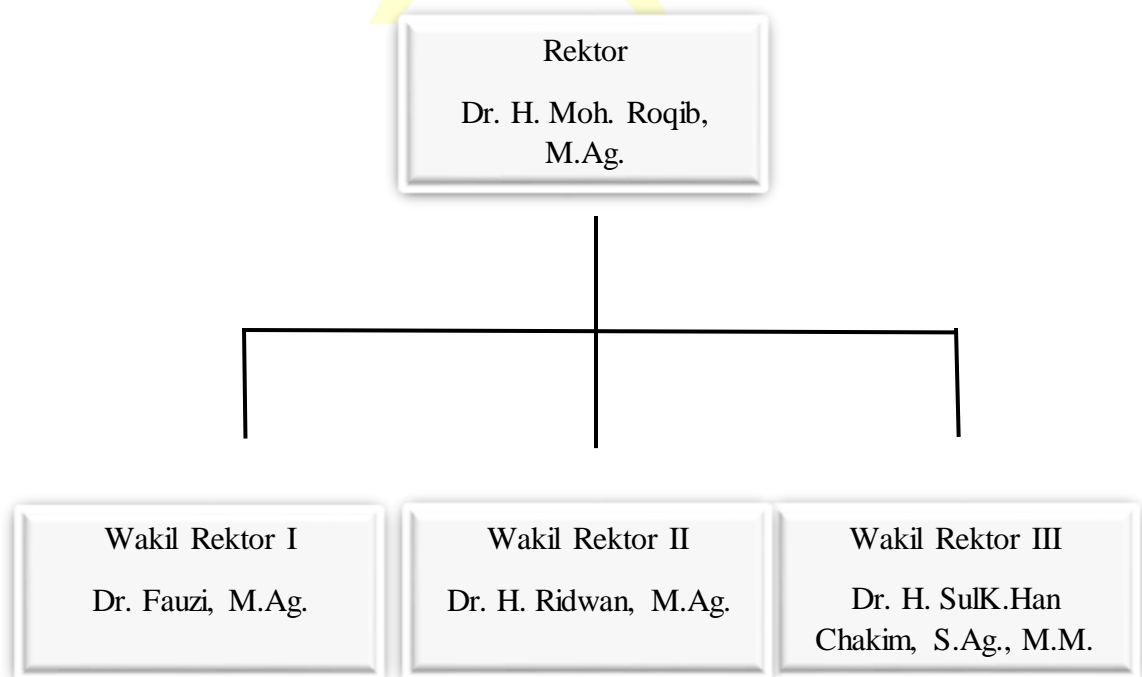 Rektor
Dr. H. Moh. Roqib,
M.Ag.
Wakil Rektor I
Dr. Fauzi, M.Ag.
Wakil Rektor II
Dr. H. Ridwan, M.Ag.
Wakil Rektor III
Dr. H. SulK.Han
Chakim, S.Ag., M.M.